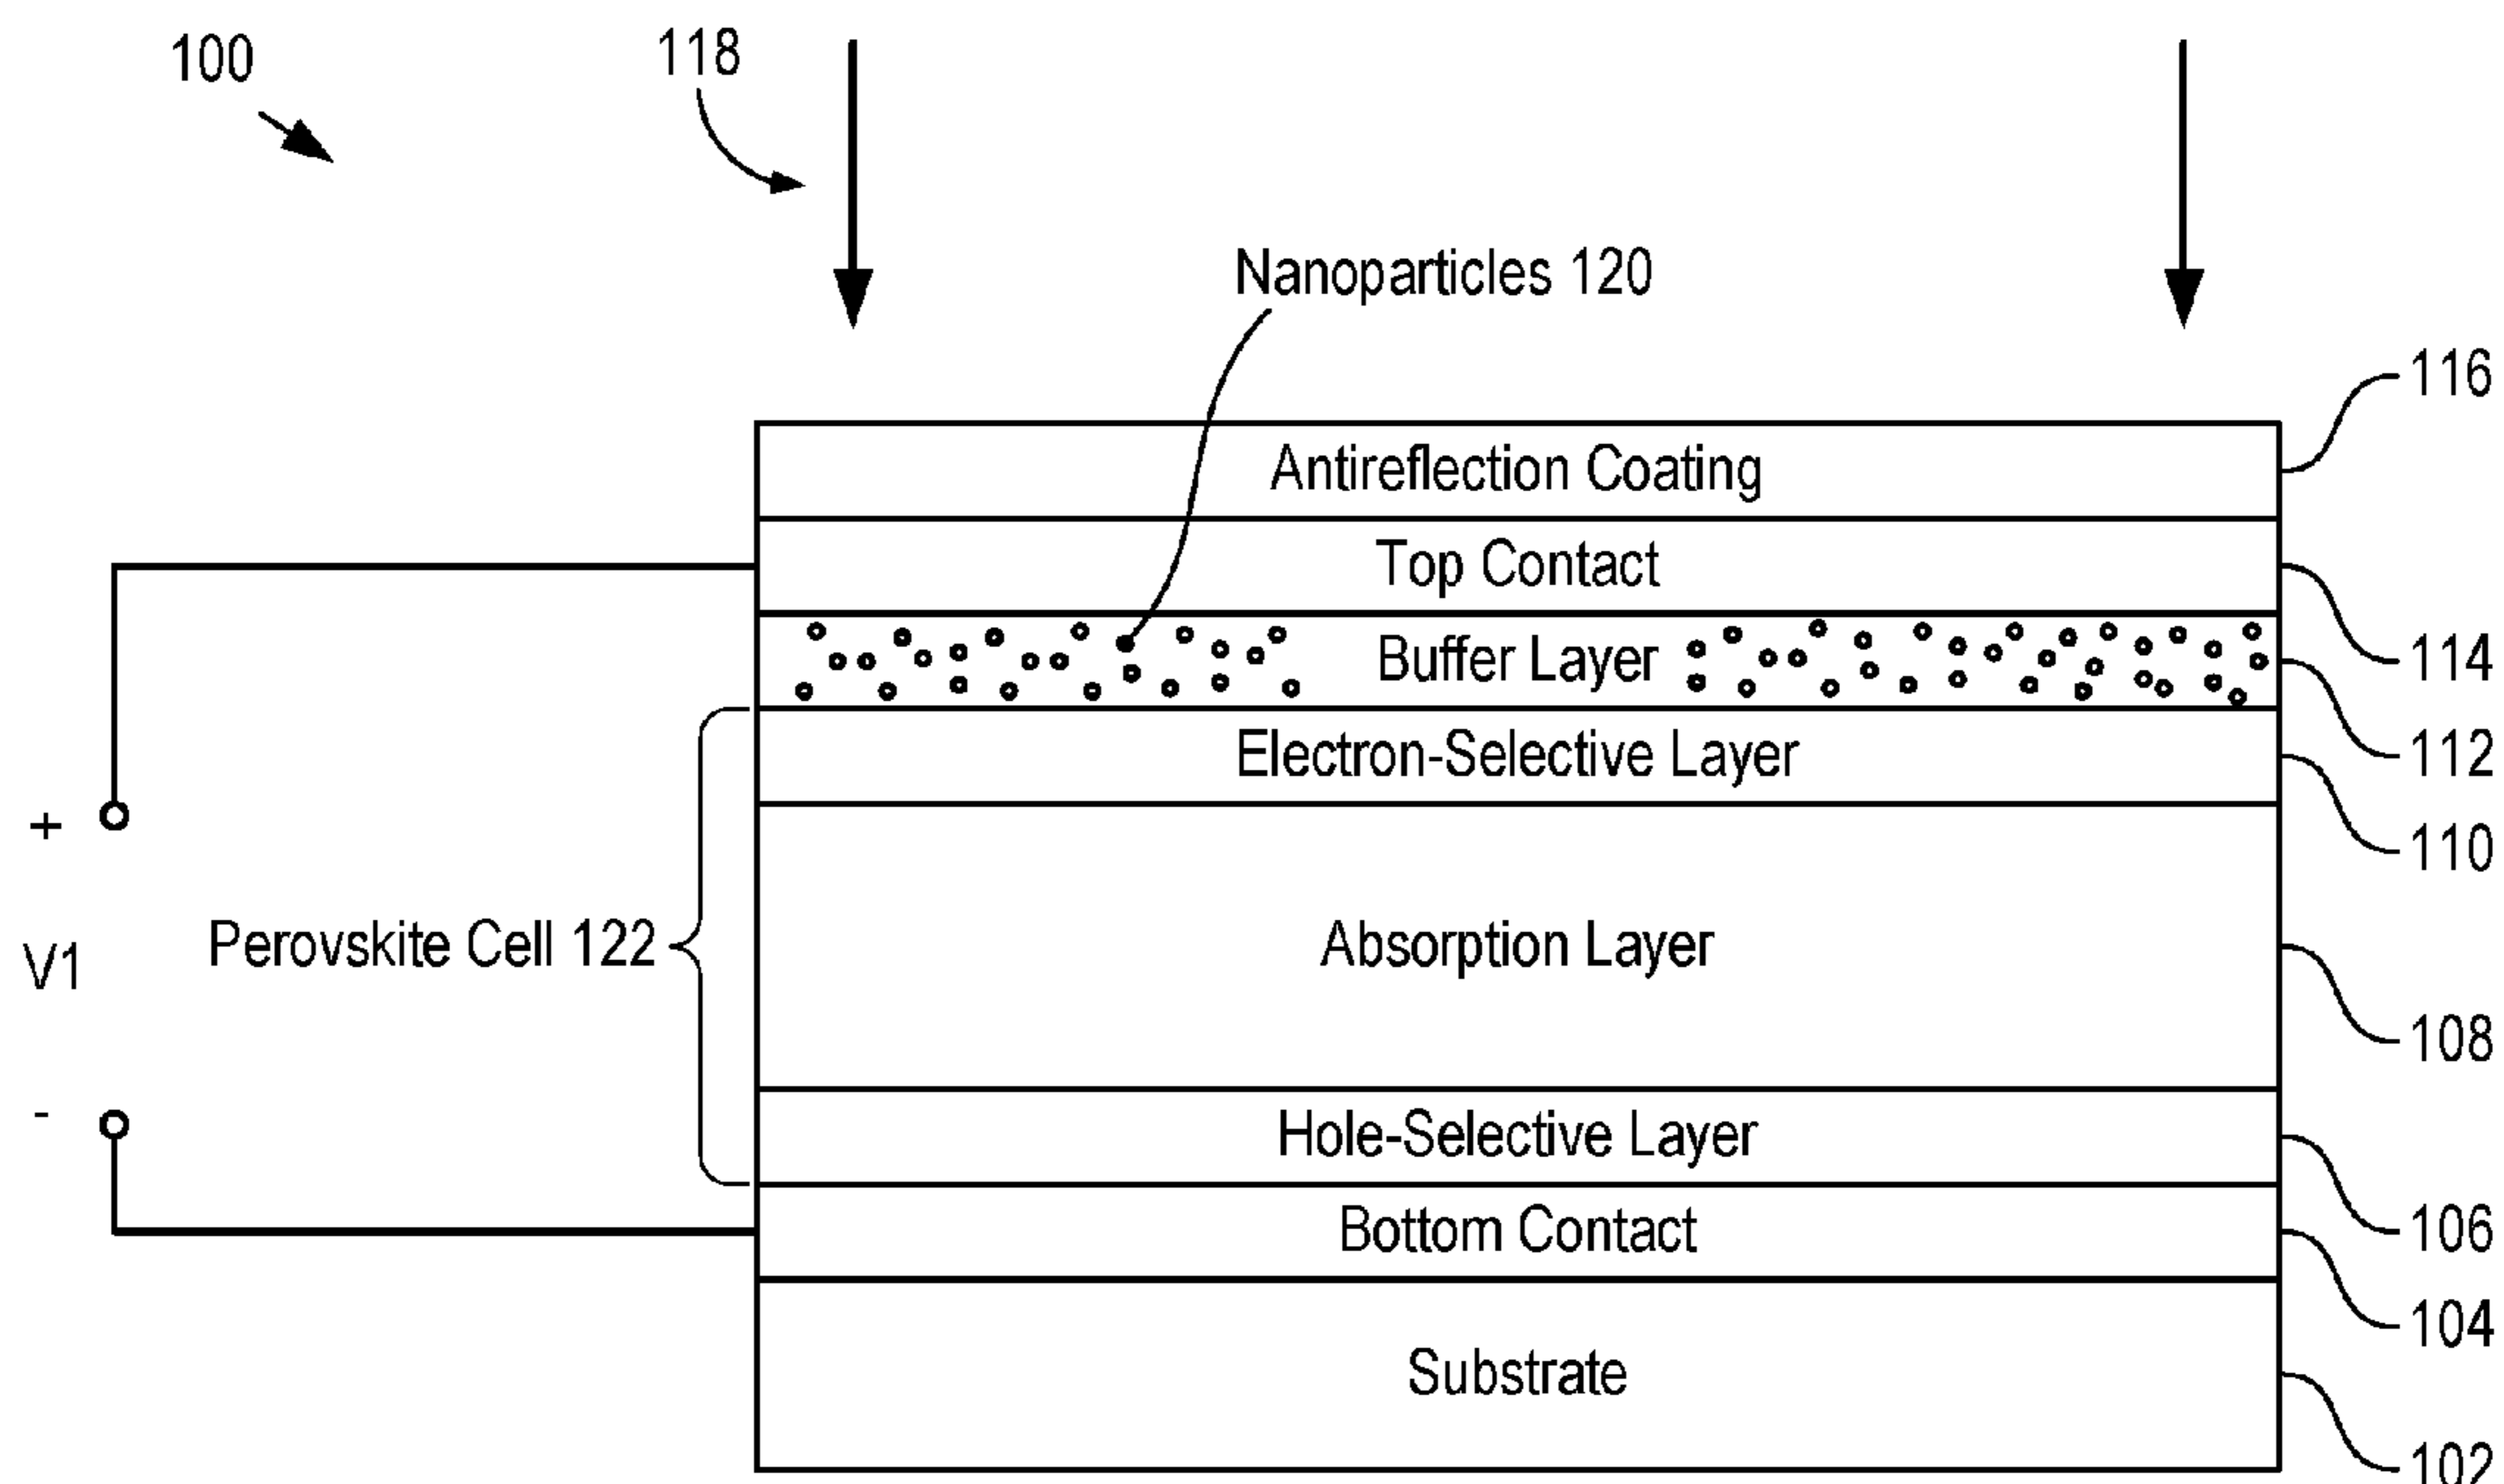 100
118
Nanoparticles 120
116
Antireflection Coating
Top Contact
114
Buffer Layer
112
Electron-Selective Layer
110
+
V1
-
Perovskite Cell 122
Absorption Layer
108
Hole-Selective Layer
106
Bottom Contact
104
Substrate
102